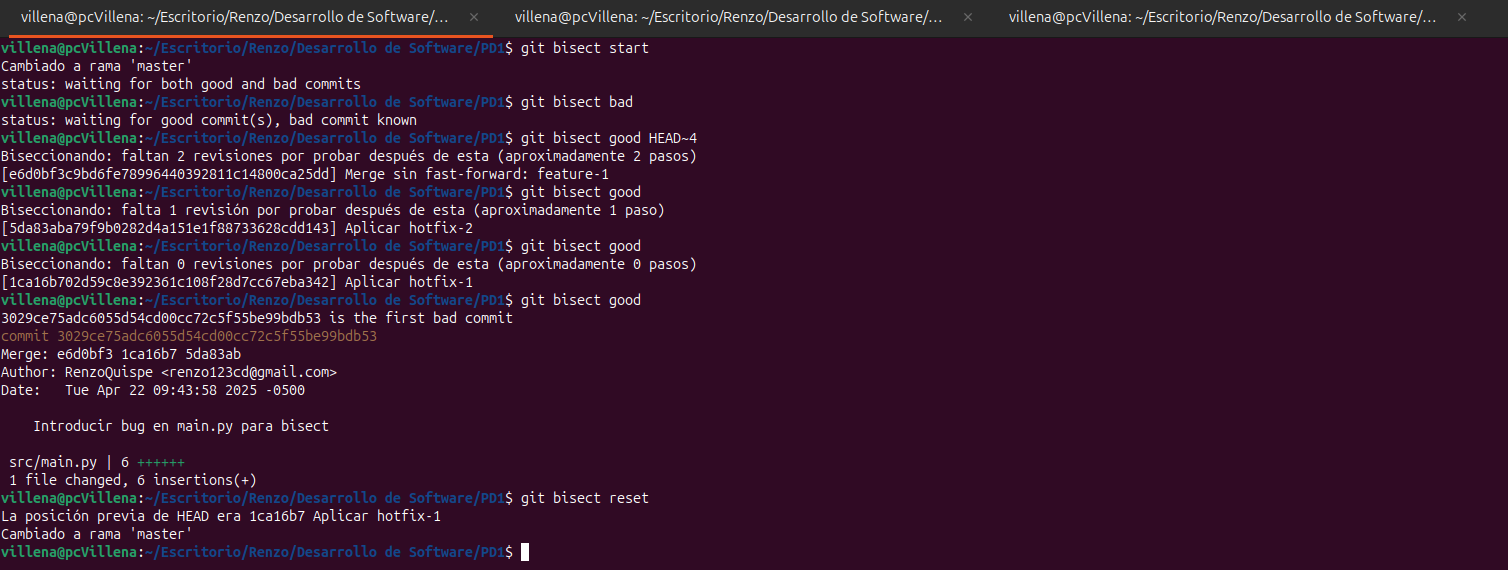 villena@pcVillena: ~/Escritorio/Renzo/Desarrollo de Software/... × villena@pcVillena: ~/Escritorio/Renzo/Desarrollo de Software/... × villena@pcVillena: ~/Escritorio/Renzo/Desarrollo de Software/... ×
villena@pcVillena:~/Escritorio/Renzo/Desarrollo de Software/PD1$ git bisect start
Cambiado a rama 'master'
status: waiting for both good and bad commits
villena@pcVillena:~/Escritorio/Renzo/Desarrollo de Software/PD1$ git bisect bad
status: waiting for good commit(s), bad commit known
villena@pcVillena:~/Escritorio/Renzo/Desarrollo de Software/PD1$ git bisect good HEAD~4
Biseccionando: faltan 2 revisiones por probar después de esta (aproximadamente 2 pasos)
[e6d0bf3c9bd6fe78996440392811c14800ca25dd] Merge sin fast-forward: feature-1
villena@pcVillena:~/Escritorio/Renzo/Desarrollo de Software/PD1$ git bisect good
Biseccionando: falta 1 revisión por probar después de esta (aproximadamente 1 paso)
[5da83aba79f9b0282d4a151e1f88733628cdd143] Aplicar hotfix-2
villena@pcVillena:~/Escritorio/Renzo/Desarrollo de Software/PD1$ git bisect good
Biseccionando: faltan 0 revisiones por probar después de esta (aproximadamente 0 pasos)
[1ca16b702d59c8e392361c108f28d7cc67eba342] Aplicar hotfix-1
villena@pcVillena:~/Escritorio/Renzo/Desarrollo de Software/PD1$ git bisect good
3029ce75adc6055d54cd00cc72c5f55be99bdb53 is the first bad commit
commit 3029ce75adc6055d54cd00cc72c5f55be99bdb53
Merge: e6d0bf3 1ca16b7 5da83ab
Author: RenzoQuispe <renzo123cd@gmail.com>
Date:   Tue Apr 22 09:43:58 2025 -0500
    Introducir bug en main.py para bisect
 src/main.py | 6 ++++++
 1 file changed, 6 insertions(+)
villena@pcVillena:~/Escritorio/Renzo/Desarrollo de Software/PD1$ git bisect reset
La posición previa de HEAD era 1ca16b7 Aplicar hotfix-1
Cambiado a rama 'master'
villena@pcVillena:~/Escritorio/Renzo/Desarrollo de Software/PD1$